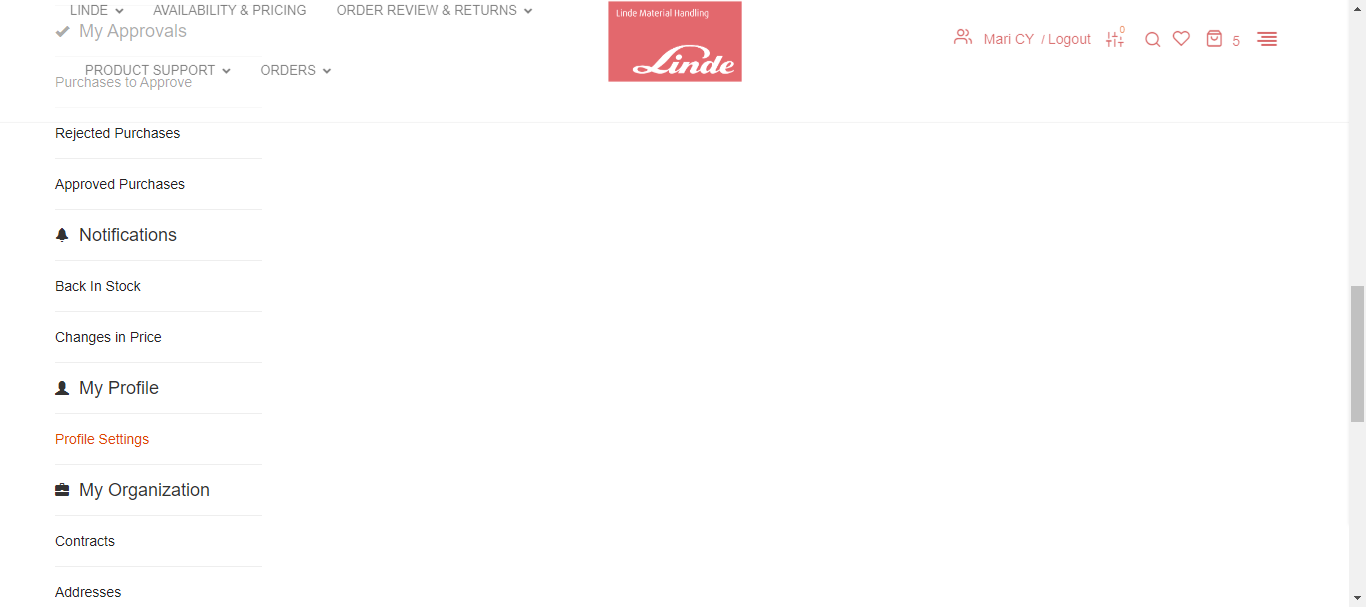 LINDE
AVAILABILITY & PRICING
ORDER REVIEW & RETURNS
Linde Material Handling
Linde
Mari CY / Logout
0
5
My Approvals
PRODUCT SUPPORT
ORDERS
Purchases to Approve
Rejected Purchases
Approved Purchases
Notifications
Back In Stock
Changes in Price
My Profile
Profile Settings
My Organization
Contracts
Addresses